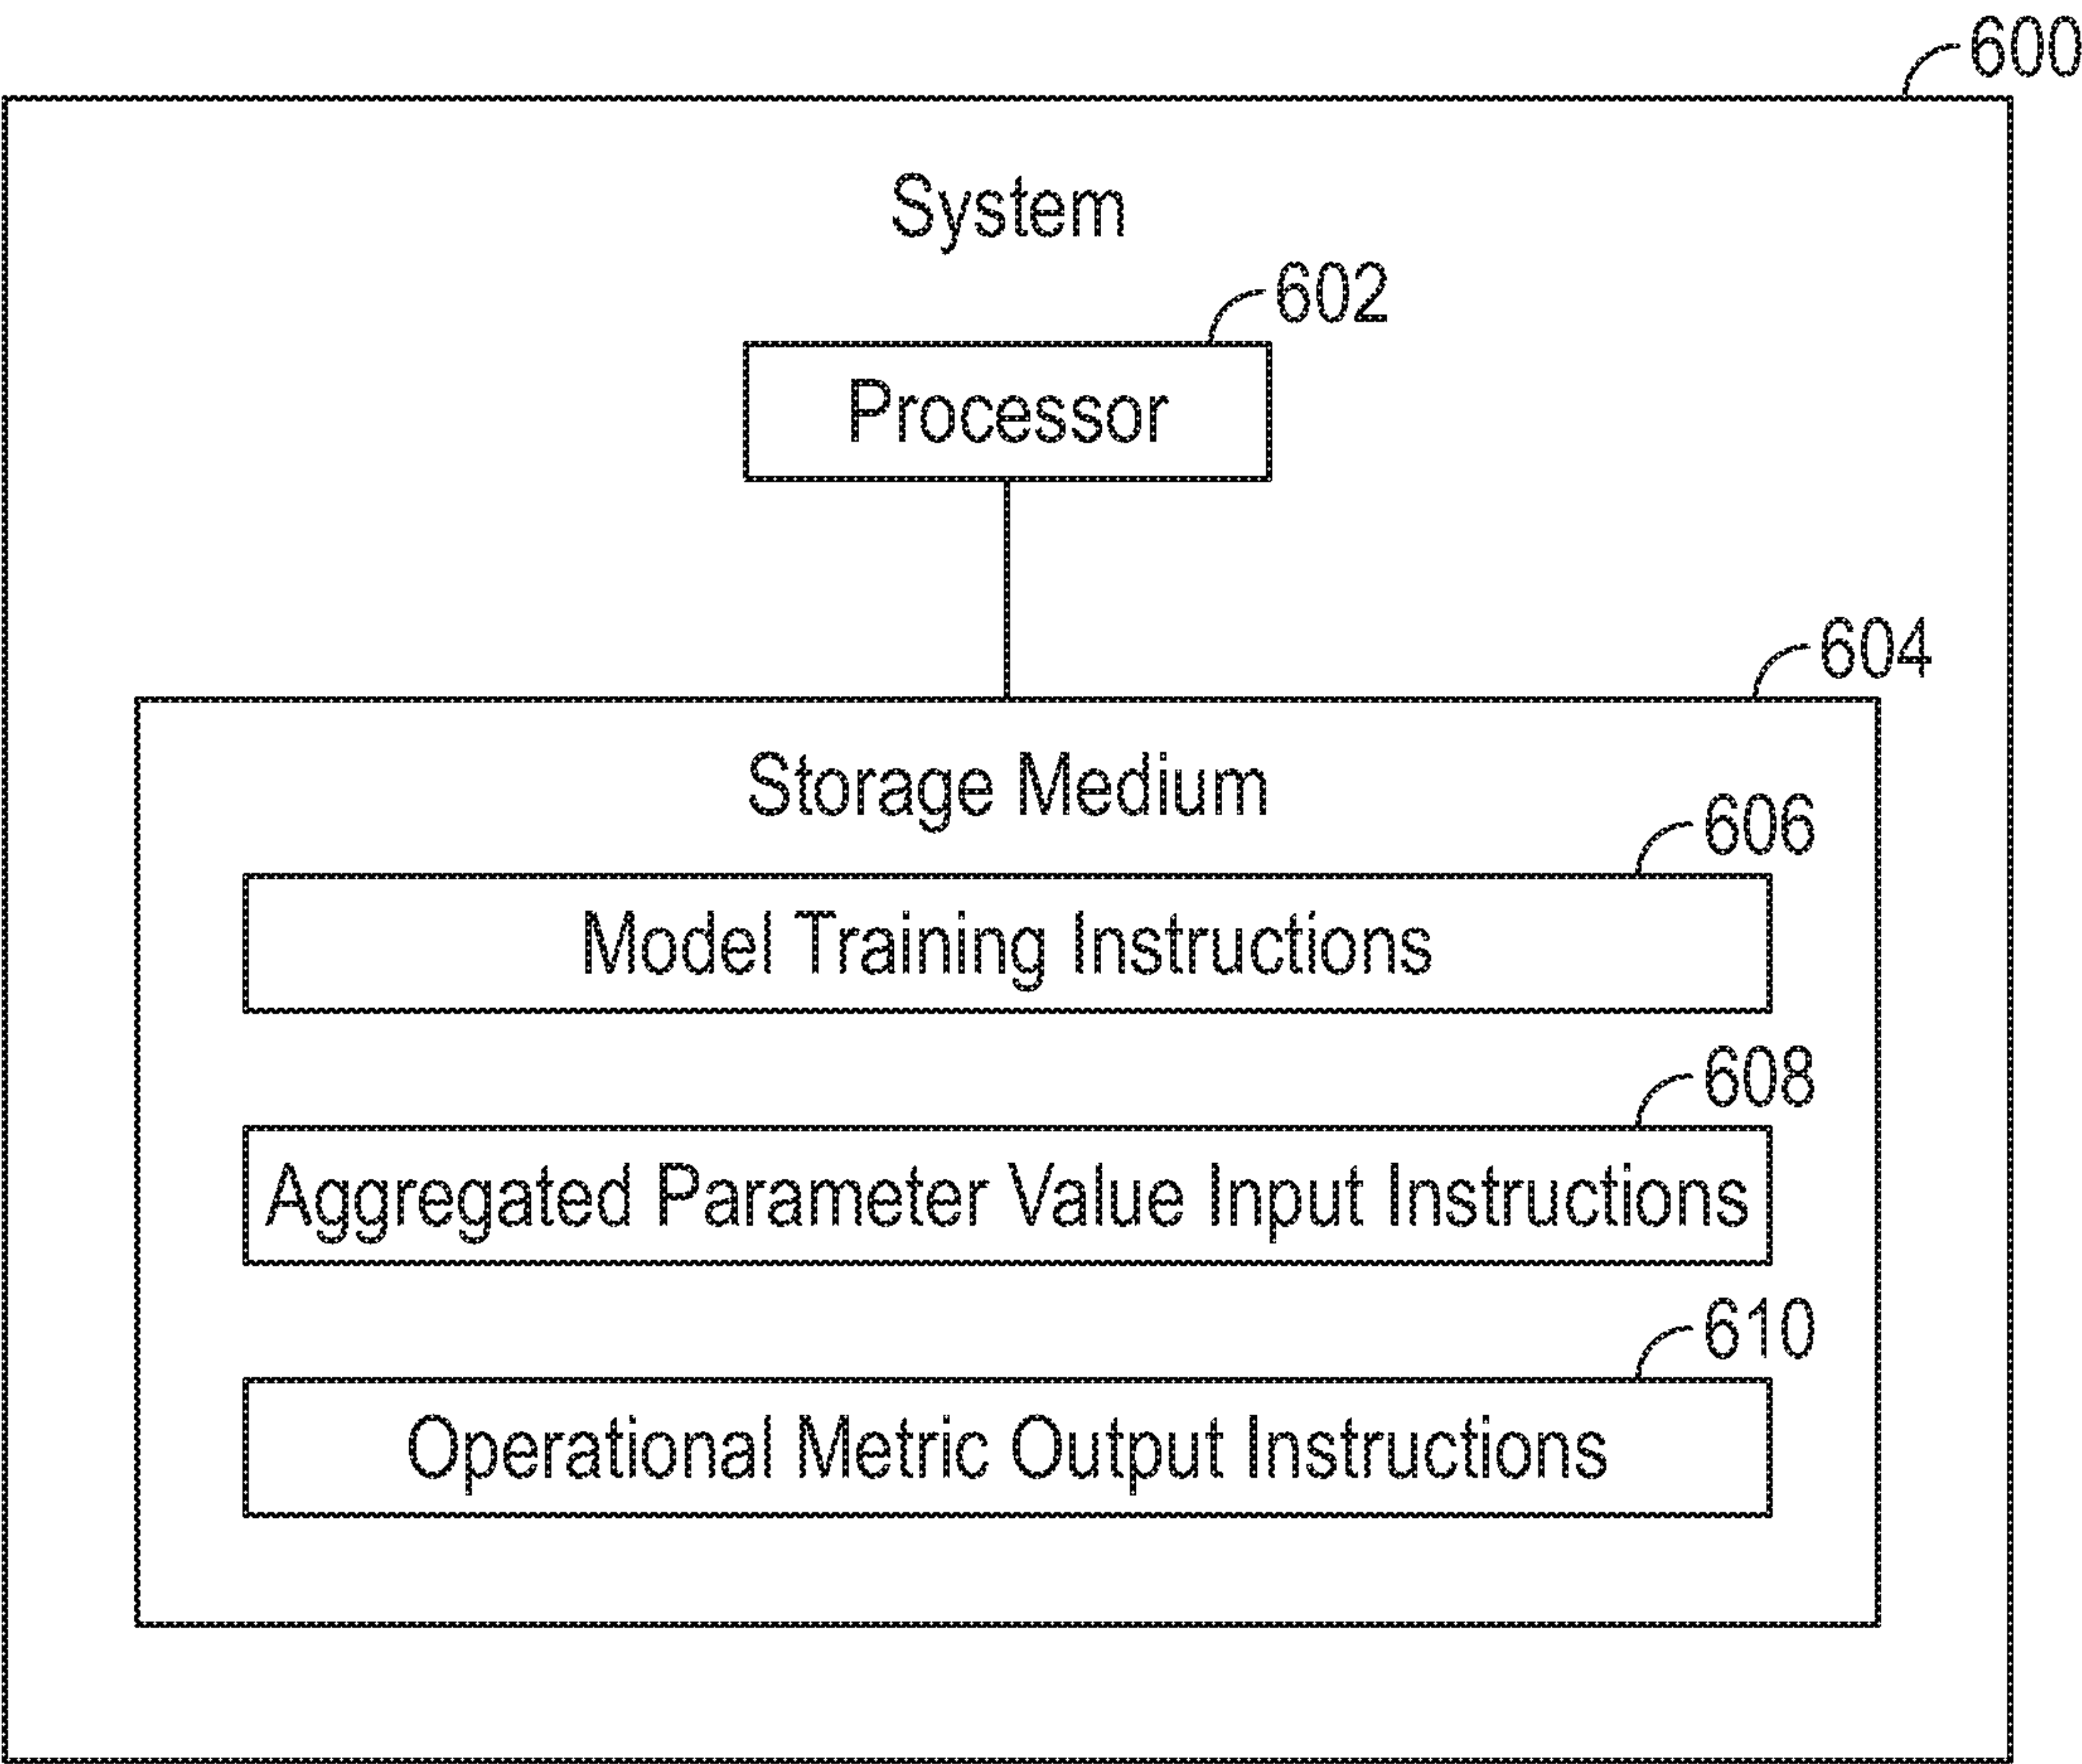 600
System
602
Processor
604
Storage Medium
606
Model Training Instructions
608
Aggregated Parameter Value Input Instructions
610
Operational Metric Output Instructions